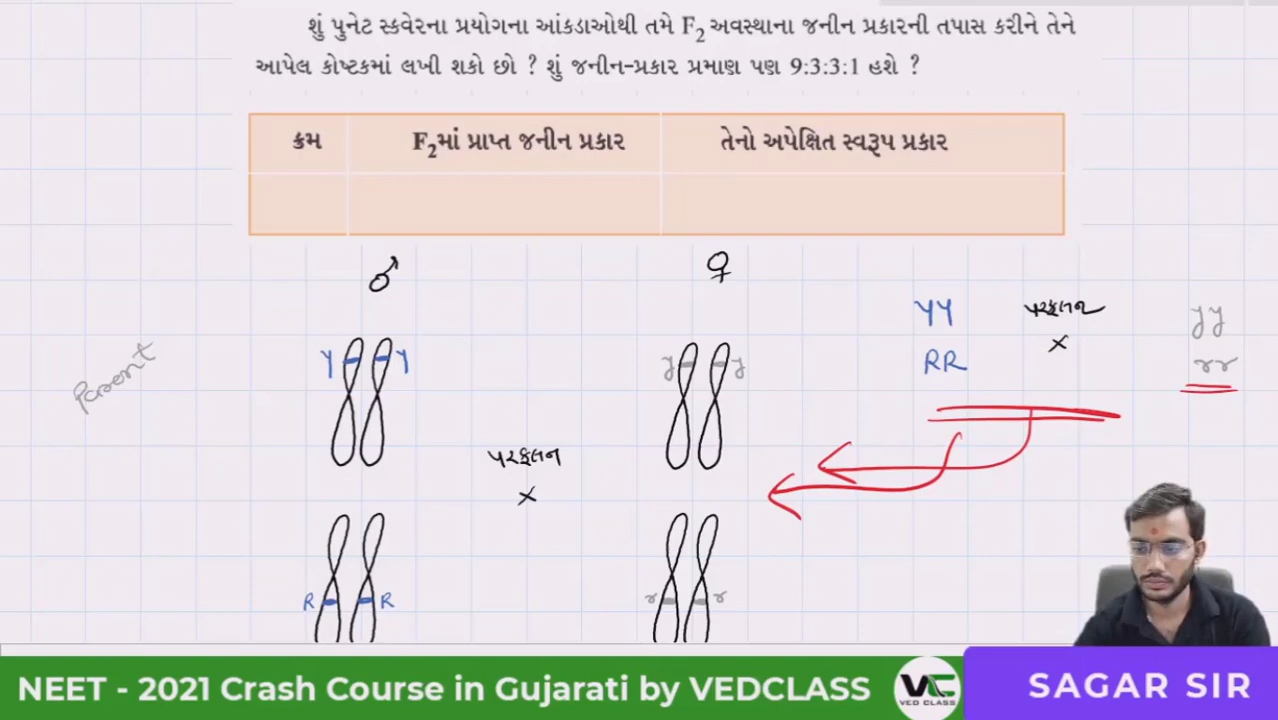 શું પુનેટ સ્કવેરના પ્રયોગના આંકડાઓથી તમે F₂ અવસ્થાના જનીન પ્રકારની તપાસ કરીને તેને
આપેલ કોષ્ટકમાં લખી શકો છો ? શું જનીન-પ્રકાર પ્રમાણ પણ 9:3:3:1 હશે ?
ક્રમ F₂માં પ્રાપ્ત જનીન પ્રકાર તેનો અપેક્ષિત સ્વરૂપ પ્રકાર
♂ ♀
YY પરફલન yy
RR × rr
Parent
Y Y y y
પરફલન
×
R R r r
NEET - 2021 Crash Course in Gujarati by VEDCLASS
VC
VED CLASS
SAGAR SIR